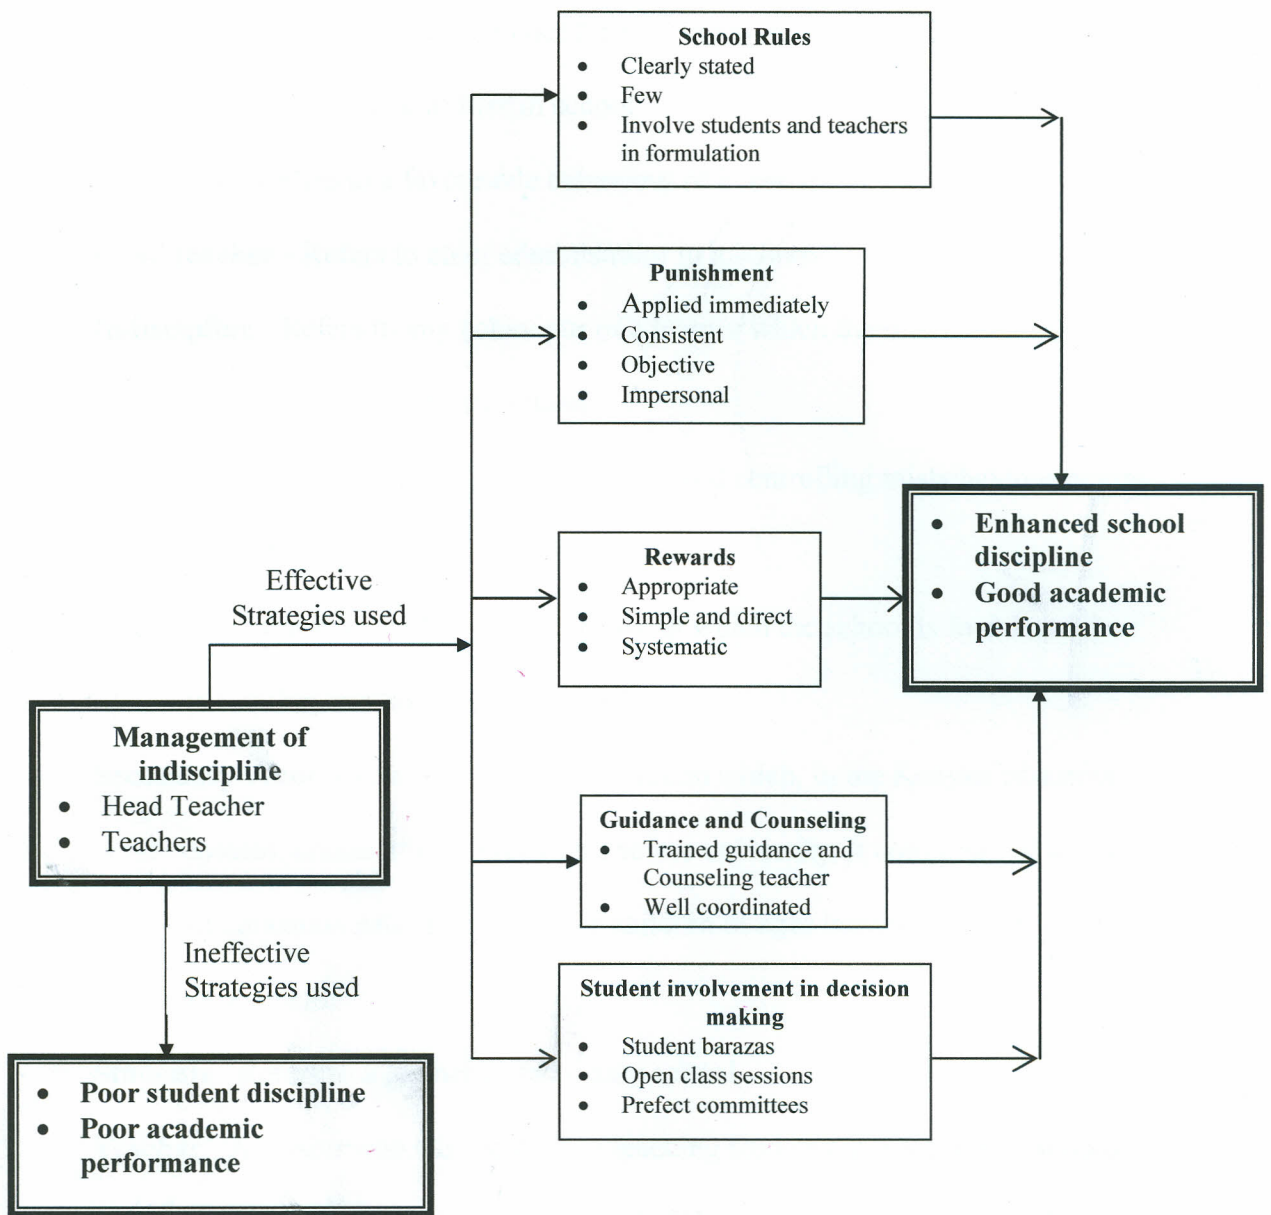 School Rules
• Clearly stated
• Few
• Involve students and teachers
in formulation
Punishment
• Applied immediately
• Consistent
• Objective
• Impersonal
Rewards
• Appropriate
• Simple and direct
• Systematic
• Enhanced school
discipline
• Good academic
performance
Effective
Strategies used
Management of
indiscipline
• Head Teacher
• Teachers
Guidance and Counseling
• Trained guidance and
Counseling teacher
• Well coordinated
Ineffective
Strategies used
Student involvement in decision
making
• Student barazas
• Open class sessions
• Prefect committees
• Poor student discipline
• Poor academic
performance